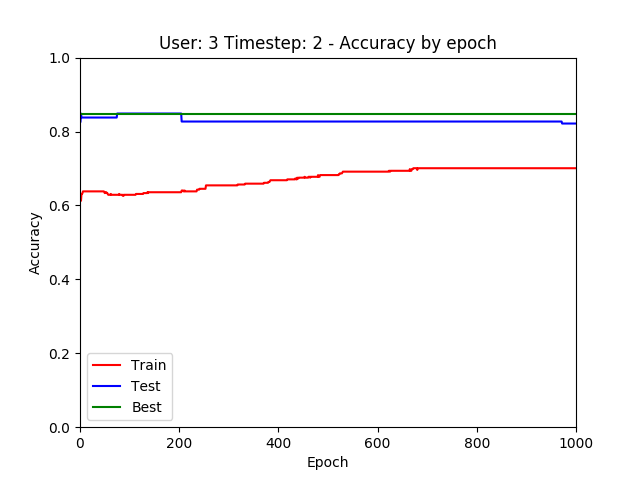 User: 3 Timestep: 2 - Accuracy by epoch
1.0
0.8
0.6
0.4
0.2
0.0
Accuracy
Train
Test
Best
0 200 400 600 800 1000
Epoch